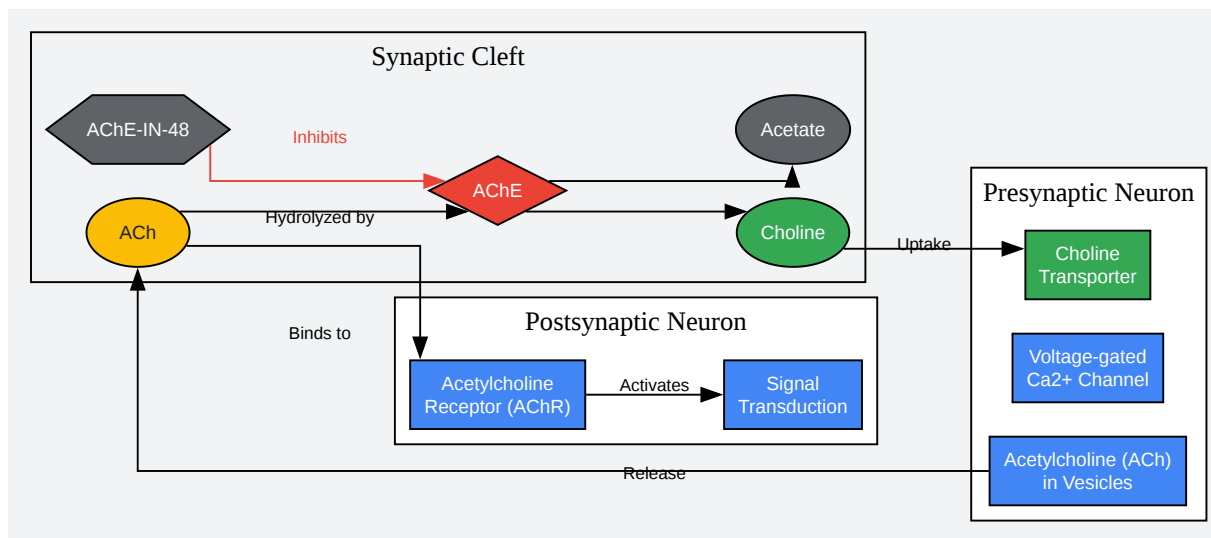 Synaptic Cleft
AChE-IN-48
Inhibits
Acetate
AChE
ACh
Hydrolyzed by
Choline
Uptake
Presynaptic Neuron
Choline
Transporter
Voltage-gated
Ca2+ Channel
Acetylcholine (ACh)
in Vesicles
Binds to
Postsynaptic Neuron
Acetylcholine
Receptor (AChR)
Activates
Signal
Transduction
Release